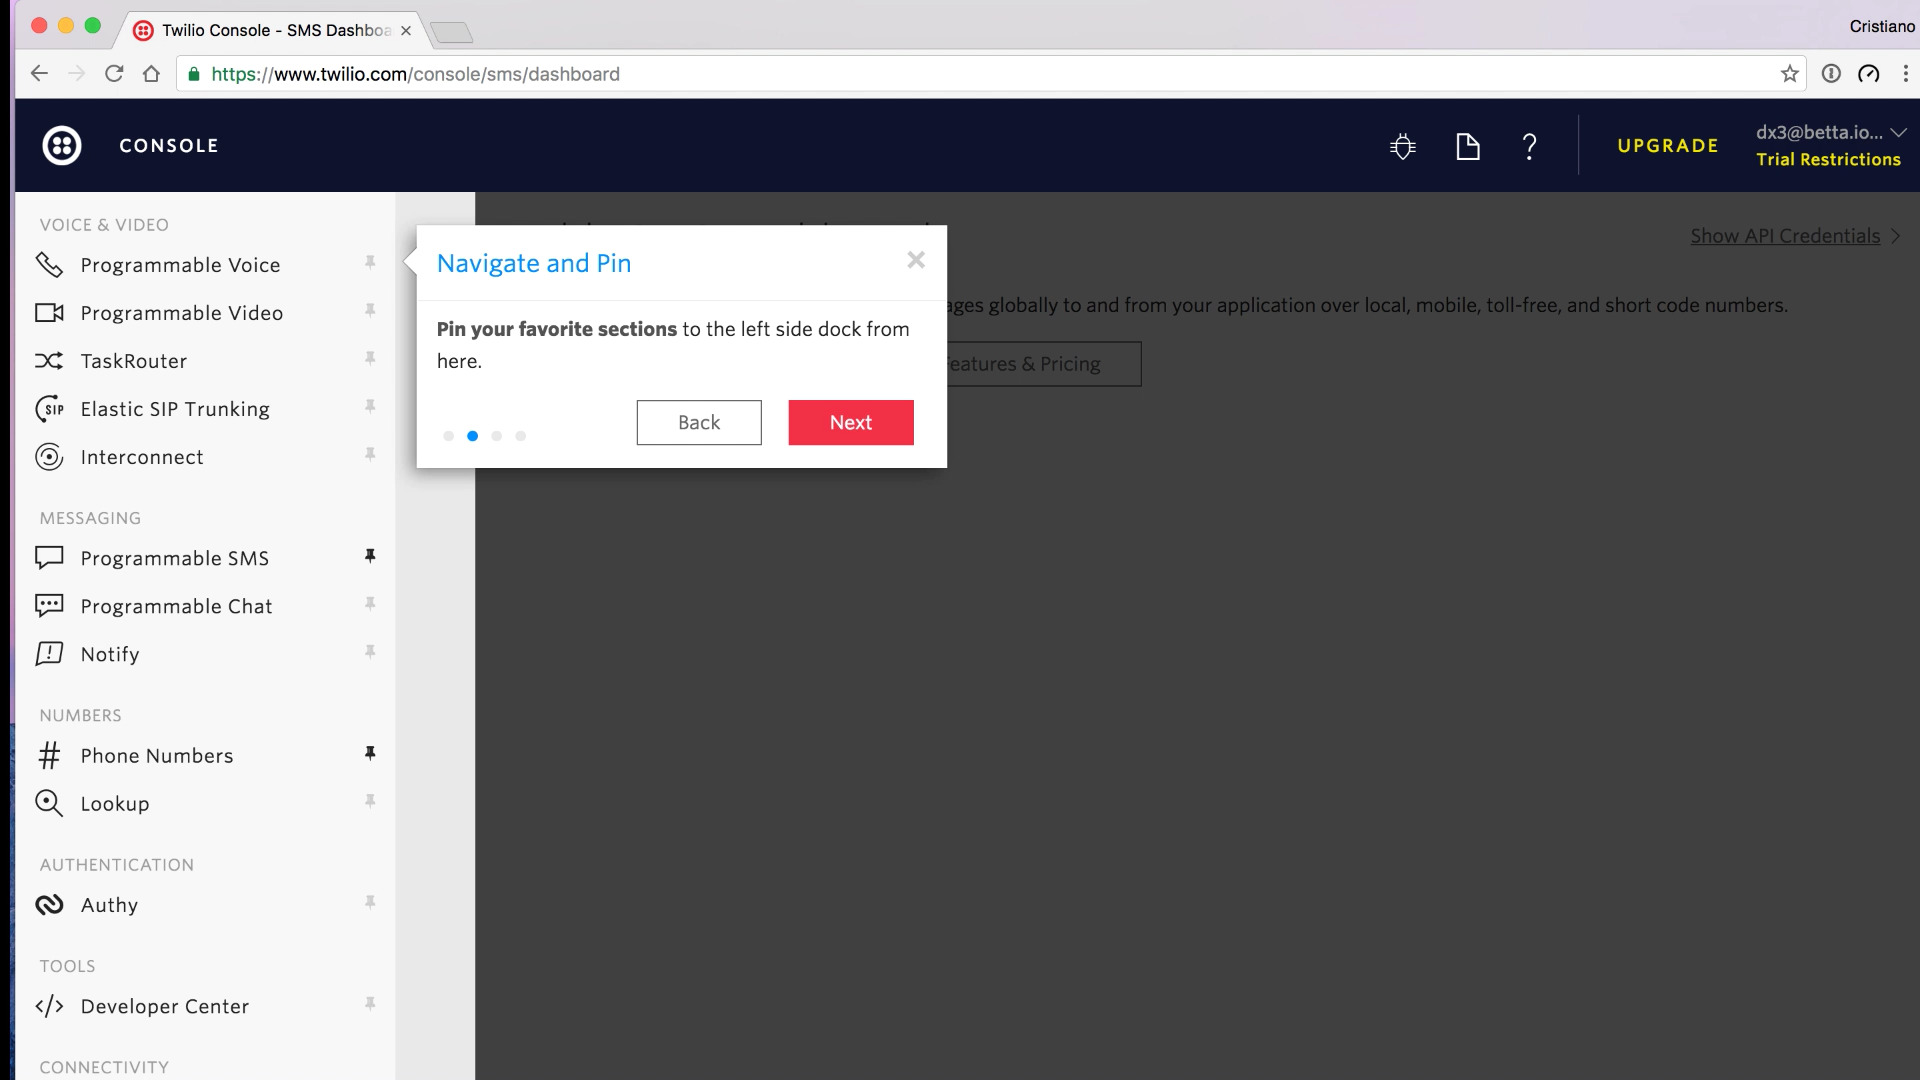 Twilio Console - SMS Dashboa
Cristiano
https://www.twilio.com/console/sms/dashboard
CONSOLE
UPGRADE
dx3@betta.io...
Trial Restrictions
VOICE & VIDEO
Programmable Voice
Programmable Video
TaskRouter
SIP
Elastic SIP Trunking
Interconnect
MESSAGING
Programmable SMS
Programmable Chat
Notify
NUMBERS
Phone Numbers
Lookup
AUTHENTICATION
Authy
TOOLS
Developer Center
CONNECTIVITY
Navigate and Pin
Pin your favorite sections to the left side dock from
here.
Back
Next
Show API Credentials
ages globally to and from your application over local, mobile, toll-free, and short code numbers.
Features & Pricing